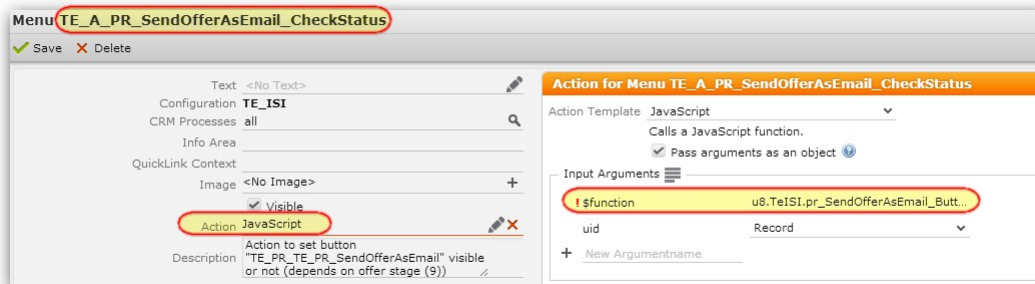 Menu TE_A_PR_SendOfferAsEmail_CheckStatus
Save Delete
Text <No Text>
Configuration TE_ISI
CRM Processes all
Info Area
QuickLink Context
Image <No Image> +
Visible
Action JavaScript
Description Action to set button
"TE_PR_TE_PR_SendOfferAsEmail" visible
or not (depends on offer stage (9))
Action for Menu TE_A_PR_SendOfferAsEmail_CheckStatus
Action Template JavaScript
Calls a JavaScript function.
Pass arguments as an object ?
Input Arguments
! $function u8.TeISI.pr_SendOfferAsEmail_Butt...
uid Record
+ New Argumentname